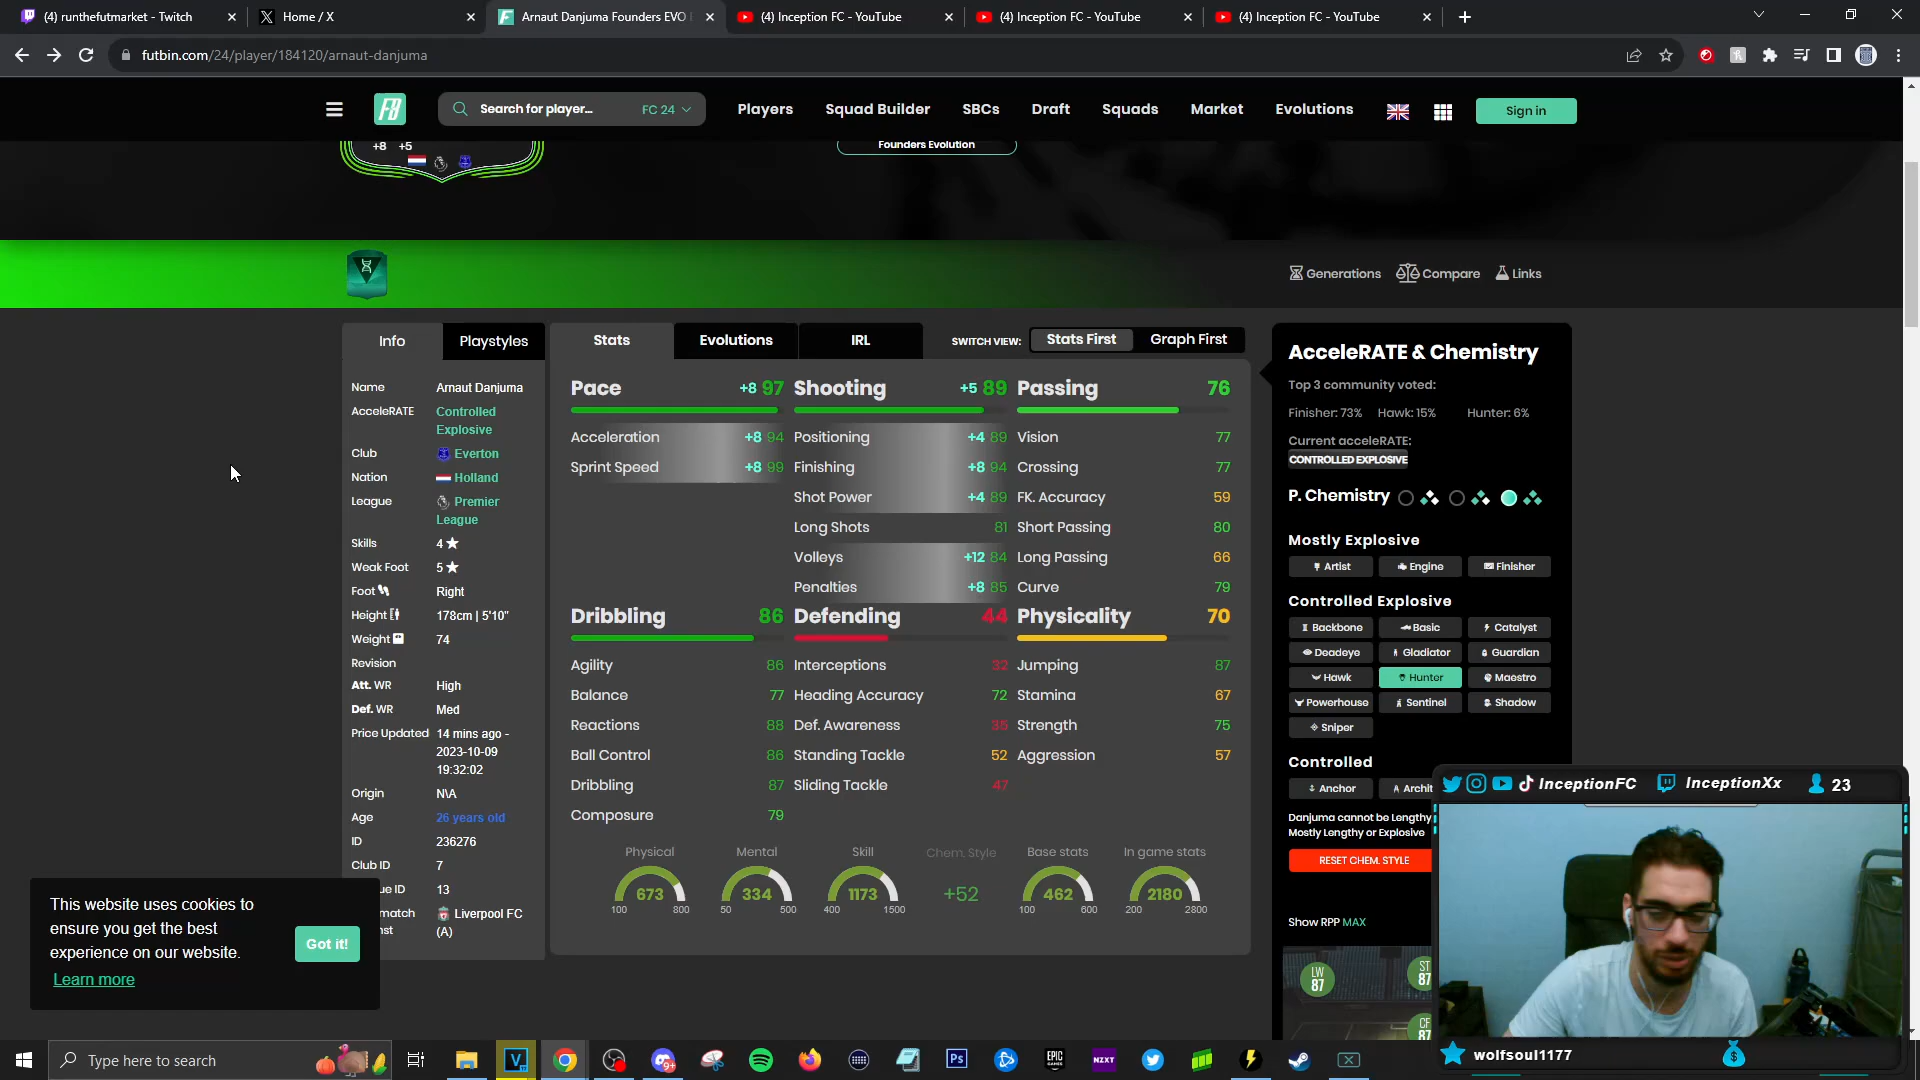 (4) runthefutmarket - Twitch
Home / X
Arnaut Danjuma Founders EVO
(4) Inception FC - YouTube
(4) Inception FC - YouTube
(4) Inception FC - YouTube
futbin.com/24/player/184120/arnaut-danjuma
FB
Search for player...
FC 24
Players
Squad Builder
SBCs
Draft
Squads
Market
Evolutions
Sign in
+8 +5
Founders Evolution
Generations
Compare
Links
Info
Playstyles
Name Arnaut Danjuma
AcceleRATE Controlled
Explosive
Club Everton
Nation Holland
League Premier
League
Skills 4
Weak Foot 5
Foot Right
Height 178cm | 5'10"
Weight 74
Revision
Att. WR High
Def. WR Med
Price Updated 14 mins ago -
2023-10-09
19:32:02
Origin N\A
Age 26 years old
ID 236276
Club ID 7
ue ID 13
match Liverpool FC
nst (A)
Stats
Evolutions
IRL
SWITCH VIEW:
Stats First
Graph First
Pace +8 97
Acceleration +8 94
Sprint Speed +8 99
Shooting +5 89
Positioning +4 89
Finishing +8 94
Shot Power +4 89
Long Shots 81
Volleys +12 84
Penalties +8 85
Passing 76
Vision 77
Crossing 77
FK. Accuracy 59
Short Passing 80
Long Passing 66
Curve 79
Dribbling 86
Agility 86
Balance 77
Reactions 88
Ball Control 86
Dribbling 87
Composure 79
Defending 44
Interceptions 32
Heading Accuracy 72
Def. Awareness 35
Standing Tackle 52
Sliding Tackle 47
Physicality 70
Jumping 87
Stamina 67
Strength 75
Aggression 57
Physical
673
100 800
Mental
334
50 500
Skill
1173
400 1500
Chem. Style
+52
Base stats
462
100 600
In game stats
2180
200 2800
AcceleRATE & Chemistry
Top 3 community voted:
Finisher: 73% Hawk: 15% Hunter: 6%
Current acceleRATE:
CONTROLLED EXPLOSIVE
P. Chemistry
Mostly Explosive
Artist
Engine
Finisher
Controlled Explosive
Backbone
Basic
Catalyst
Deadeye
Gladiator
Guardian
Hawk
Hunter
Maestro
Powerhouse
Sentinel
Shadow
Sniper
Controlled
Anchor
Archit
Danjuma cannot be Lengthy
Mostly Lengthy or Explosive
RESET CHEM. STYLE
Show RPP MAX
LW
87
ST
87
CF
87
InceptionFC
InceptionXx
23
wolfsoul1177
This website uses cookies to
ensure you get the best
experience on our website.
Learn more
Got it!
Type here to search
V
9+
Ps
EPIC
GAMES
NZXT